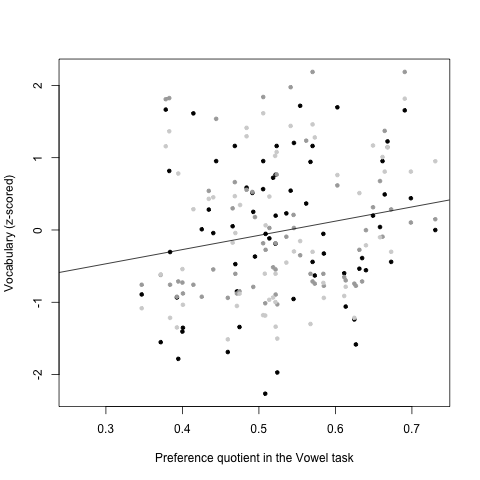 Vocabulary (z-scored)
2
1
0
-1
-2
0.3 0.4 0.5 0.6 0.7
Preference quotient in the Vowel task